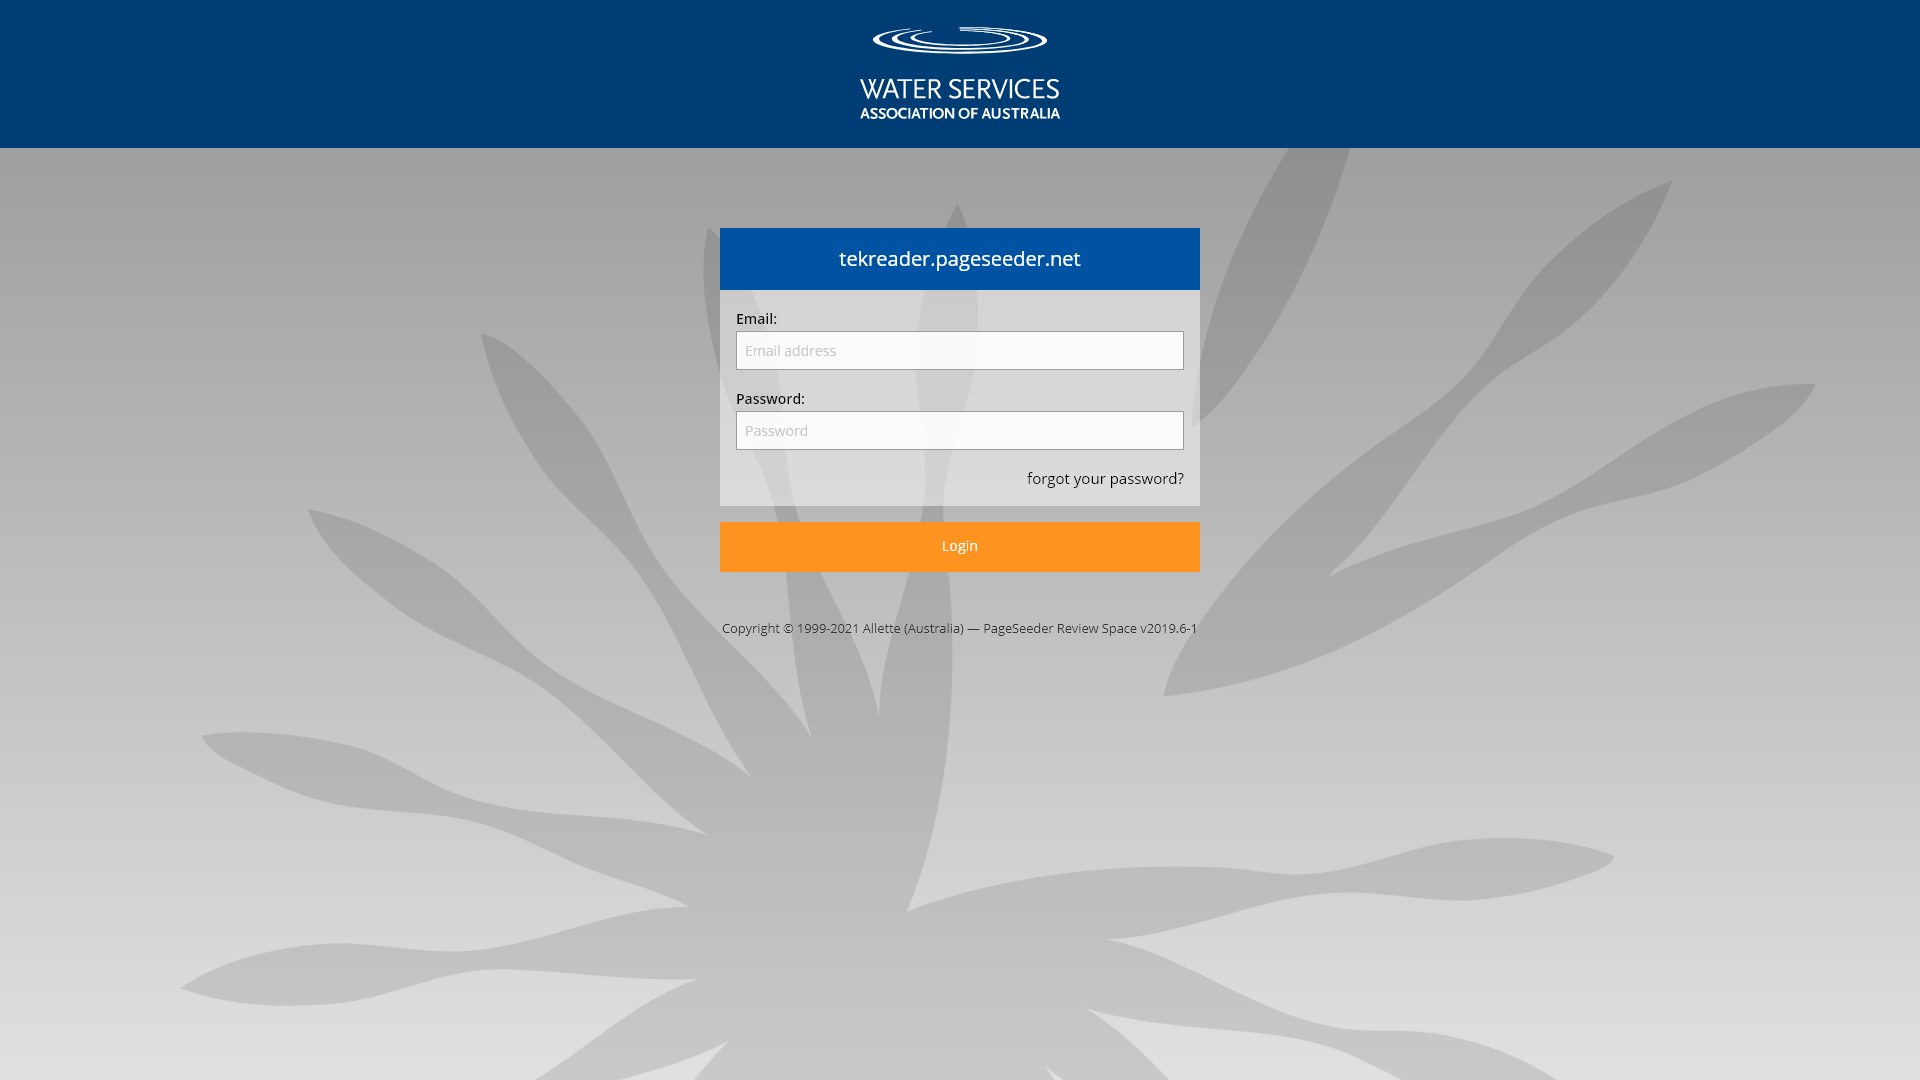 WATER SERVICES
ASSOCIATION OF AUSTRALIA
tekreader.pageseeder.net
Email:
Email address
Password:
Password
forgot your password?
Login
Copyright © 1999-2021 Allette (Australia) — PageSeeder Review Space v2019.6-1